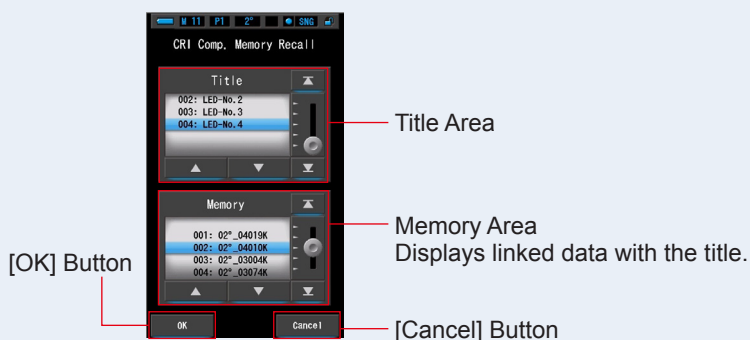 M 11 P1 2° SNG
CRI Comp. Memory Recall
Title
002: LED-No.2
003: LED-No.3
004: LED-No.4
Title Area
Memory
001: 02°_04019K
002: 02°_04010K
003: 02°_03004K
004: 02°_03074K
Memory Area
Displays linked data with the title.
[OK] Button
OK
Cancel
[Cancel] Button